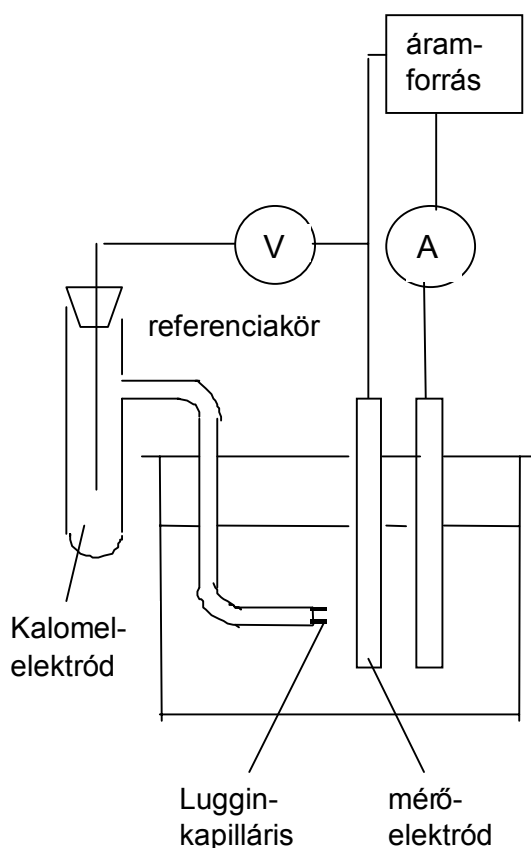 áram-
forrás
V
A
referenciakör
Kalomel-
elektród
Luggin-
kapilláris
mérő-
elektród